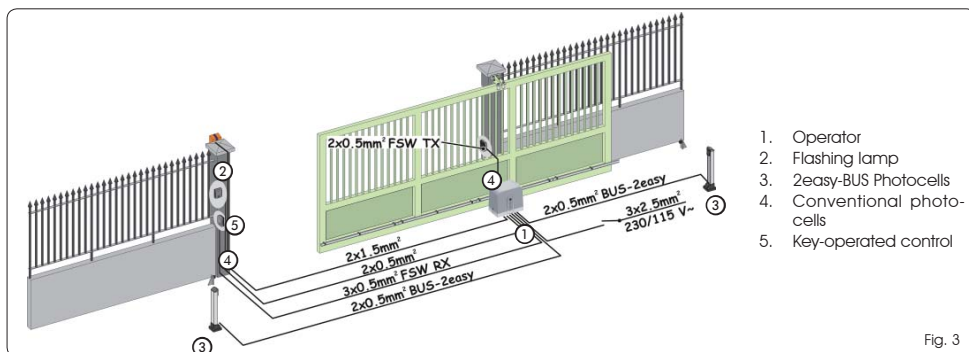 2x0.5mm² FSW TX
2
5
4
4
2x0.5mm² BUS-2easy
3x2.5mm²
230/115 V~
3
1
2x1.5mm²
2x0.5mm²
3x0.5mm² FSW RX
2x0.5mm² BUS-2easy
3
1. Operator
2. Flashing lamp
3. 2easy-BUS Photocells
4. Conventional photo-
cells
5. Key-operated control
Fig. 3